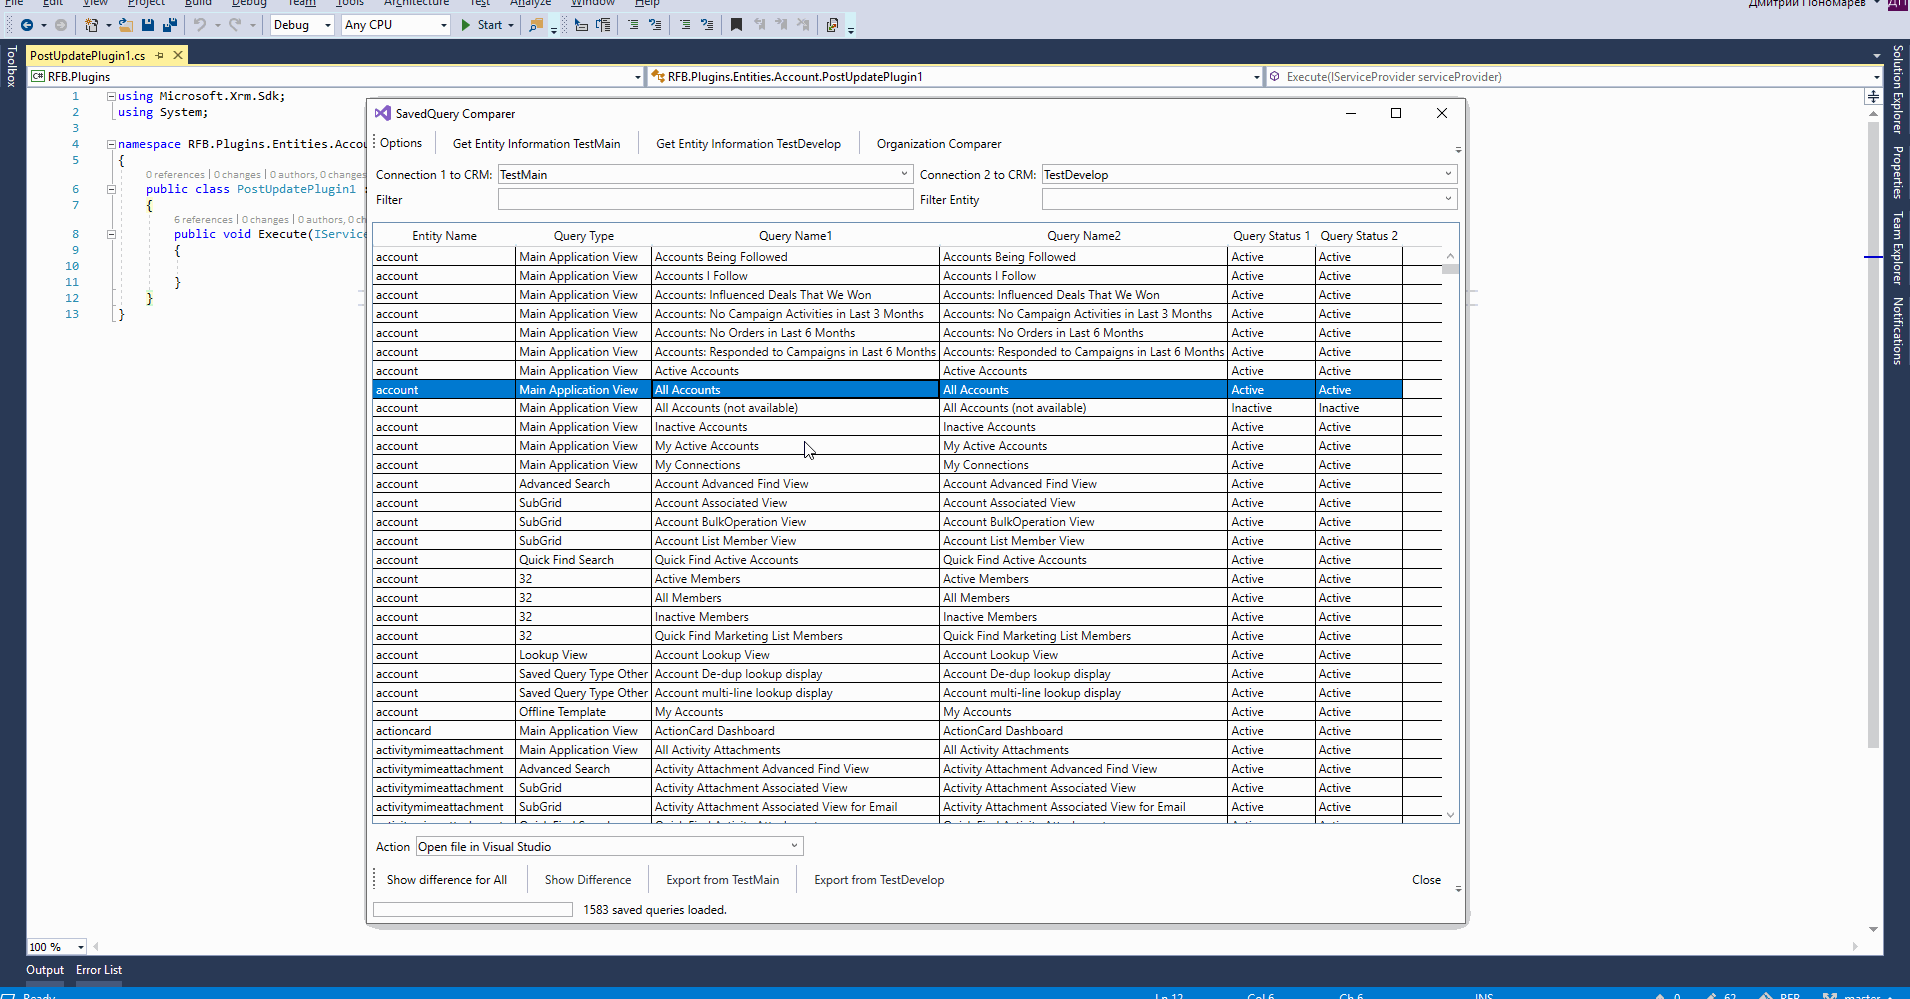 File Edit View Project Build Debug Team Tools Architecture Test Analyze Window Help Дмитрий Пономарев ДП
Debug Any CPU Start
Toolbox
PostUpdatePlugin1.cs
C# RFB.Plugins RFB.Plugins.Entities.Account.PostUpdatePlugin1 Execute(IServiceProvider serviceProvider)
1 using Microsoft.Xrm.Sdk;
2 using System;
3
4 namespace RFB.Plugins.Entities.Accou
5 {
0 references | 0 changes | 0 authors, 0 changes
6 public class PostUpdatePlugin1 :
7 {
6 references | 0 changes | 0 authors, 0 ch
8 public void Execute(IService
9 {
10
11 }
12 }
13 }
SavedQuery Comparer
Options Get Entity Information TestMain Get Entity Information TestDevelop Organization Comparer
Connection 1 to CRM: TestMain Connection 2 to CRM: TestDevelop
Filter Filter Entity
Entity Name Query Type Query Name1 Query Name2 Query Status 1 Query Status 2
account Main Application View Accounts Being Followed Accounts Being Followed Active Active
account Main Application View Accounts I Follow Accounts I Follow Active Active
account Main Application View Accounts: Influenced Deals That We Won Accounts: Influenced Deals That We Won Active Active
account Main Application View Accounts: No Campaign Activities in Last 3 Months Accounts: No Campaign Activities in Last 3 Months Active Active
account Main Application View Accounts: No Orders in Last 6 Months Accounts: No Orders in Last 6 Months Active Active
account Main Application View Accounts: Responded to Campaigns in Last 6 Months Accounts: Responded to Campaigns in Last 6 Months Active Active
account Main Application View Active Accounts Active Accounts Active Active
account Main Application View All Accounts All Accounts Active Active
account Main Application View All Accounts (not available) All Accounts (not available) Inactive Inactive
account Main Application View Inactive Accounts Inactive Accounts Active Active
account Main Application View My Active Accounts My Active Accounts Active Active
account Main Application View My Connections My Connections Active Active
account Advanced Search Account Advanced Find View Account Advanced Find View Active Active
account SubGrid Account Associated View Account Associated View Active Active
account SubGrid Account BulkOperation View Account BulkOperation View Active Active
account SubGrid Account List Member View Account List Member View Active Active
account Quick Find Search Quick Find Active Accounts Quick Find Active Accounts Active Active
account 32 Active Members Active Members Active Active
account 32 All Members All Members Active Active
account 32 Inactive Members Inactive Members Active Active
account 32 Quick Find Marketing List Members Quick Find Marketing List Members Active Active
account Lookup View Account Lookup View Account Lookup View Active Active
account Saved Query Type Other Account De-dup lookup display Account De-dup lookup display Active Active
account Saved Query Type Other Account multi-line lookup display Account multi-line lookup display Active Active
account Offline Template My Accounts My Accounts Active Active
actioncard Main Application View ActionCard Dashboard ActionCard Dashboard Active Active
activitymimeattachment Main Application View All Activity Attachments All Activity Attachments Active Active
activitymimeattachment Advanced Search Activity Attachment Advanced Find View Activity Attachment Advanced Find View Active Active
activitymimeattachment SubGrid Activity Attachment Associated View Activity Attachment Associated View Active Active
activitymimeattachment SubGrid Activity Attachment Associated View for Email Activity Attachment Associated View for Email Active Active
Action Open file in Visual Studio
Show difference for All Show Difference Export from TestMain Export from TestDevelop Close
1583 saved queries loaded.
Solution Explorer
Properties
Team Explorer
Notifications
100 %
Output Error List
Ready Ln 12 Col 6 Ch 6 INS 0 62 RFB master